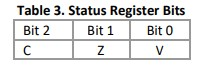 Table 3. Status Register Bits
Bit 2 Bit 1 Bit 0
C Z V